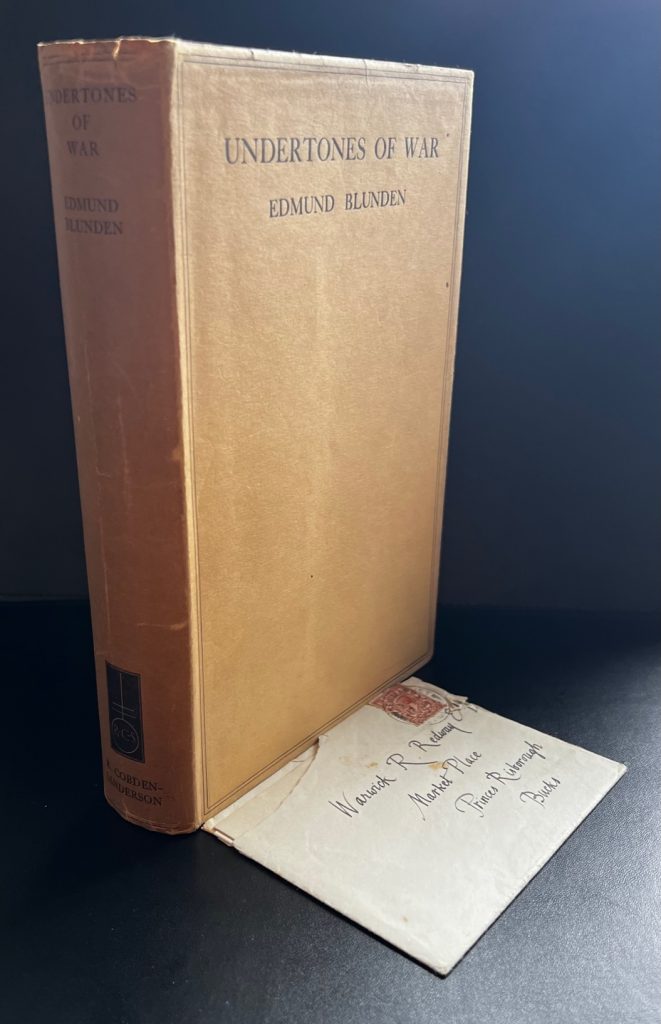 UNDERTONES
OF
WAR
EDMUND
BLUNDEN
R. COBDEN-
SANDERSON
UNDERTONES OF WAR
EDMUND BLUNDEN
Warwick R. Redway Esq
Market Place
Princes Risborough
Bucks